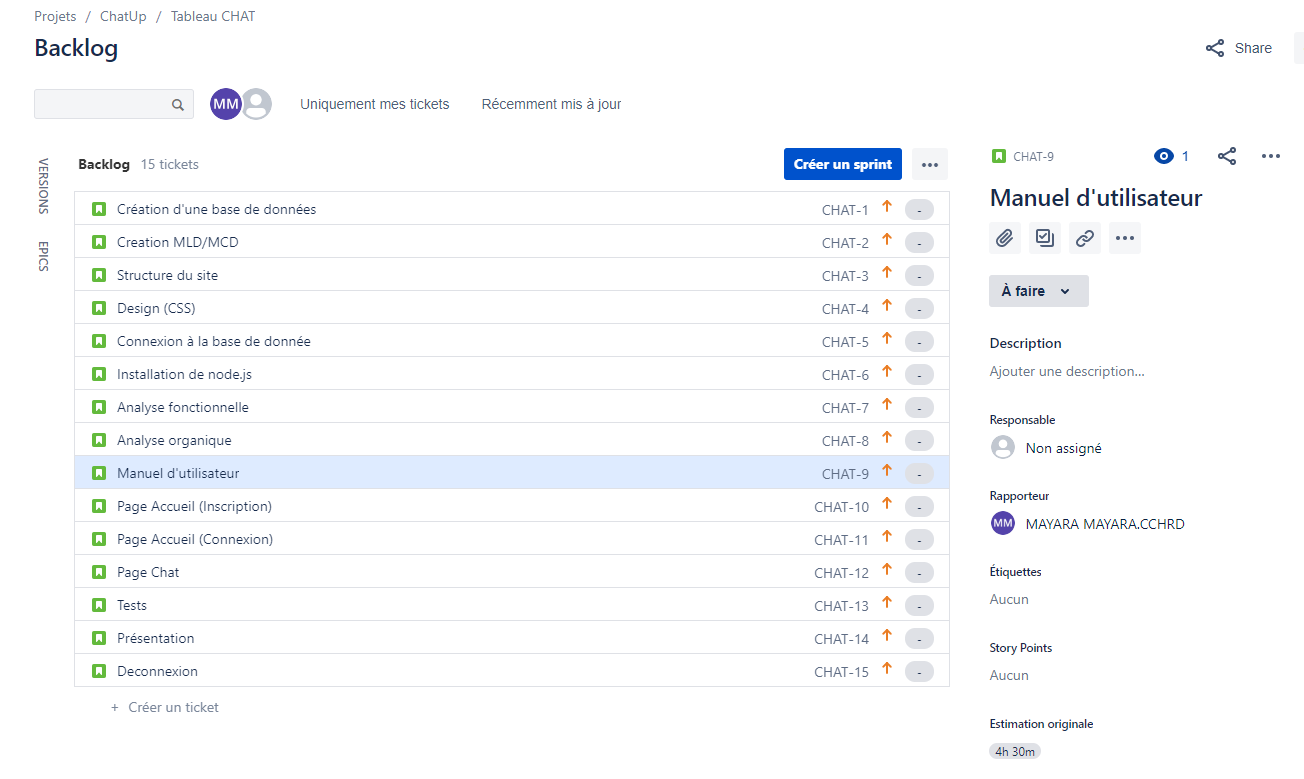 Projets / ChatUp / Tableau CHAT
Backlog
Share
MM
Uniquement mes tickets
Récemment mis à jour
VERSIONS
EPICS
Backlog 15 tickets
Créer un sprint
Création d'une base de données CHAT-1 -
Creation MLD/MCD CHAT-2 -
Structure du site CHAT-3 -
Design (CSS) CHAT-4 -
Connexion à la base de donnée CHAT-5 -
Installation de node.js CHAT-6 -
Analyse fonctionnelle CHAT-7 -
Analyse organique CHAT-8 -
Manuel d'utilisateur CHAT-9 -
Page Accueil (Inscription) CHAT-10 -
Page Accueil (Connexion) CHAT-11 -
Page Chat CHAT-12 -
Tests CHAT-13 -
Présentation CHAT-14 -
Deconnexion CHAT-15 -
+ Créer un ticket
CHAT-9
1
Manuel d'utilisateur
À faire
Description
Ajouter une description...
Responsable
Non assigné
Rapporteur
MM MAYARA MAYARA.CCHRD
Étiquettes
Aucun
Story Points
Aucun
Estimation originale
4h 30m